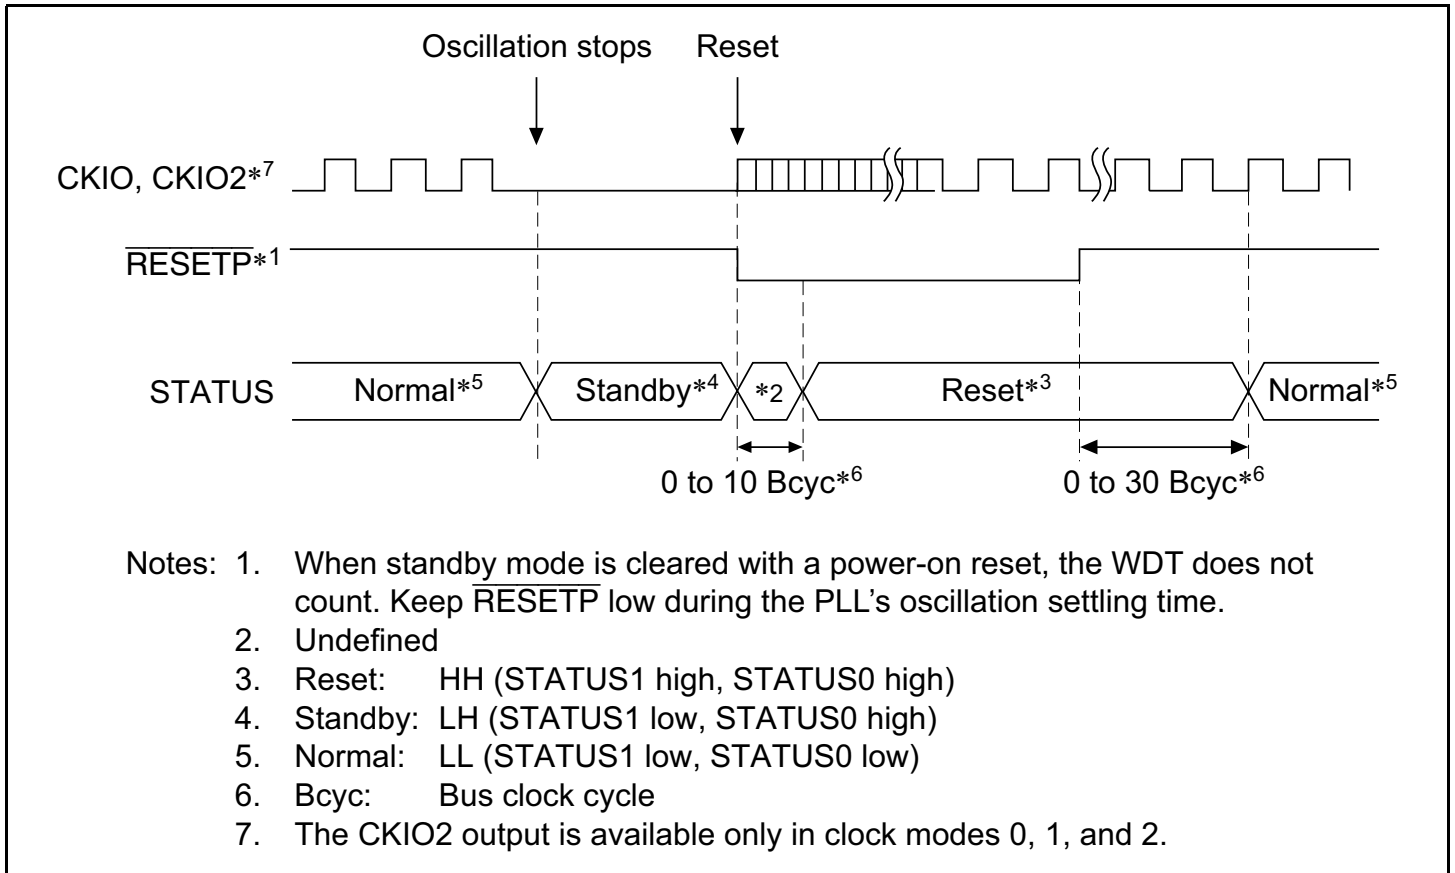 Oscillation stops Reset
CKIO, CKIO2*7
RESETP*1
STATUS Normal*5 Standby*4 *2 Reset*3 Normal*5
0 to 10 Bcyc*6 0 to 30 Bcyc*6
Notes: 1. When standby mode is cleared with a power-on reset, the WDT does not
count. Keep RESETP low during the PLL's oscillation settling time.
2. Undefined
3. Reset: HH (STATUS1 high, STATUS0 high)
4. Standby: LH (STATUS1 low, STATUS0 high)
5. Normal: LL (STATUS1 low, STATUS0 low)
6. Bcyc: Bus clock cycle
7. The CKIO2 output is available only in clock modes 0, 1, and 2.